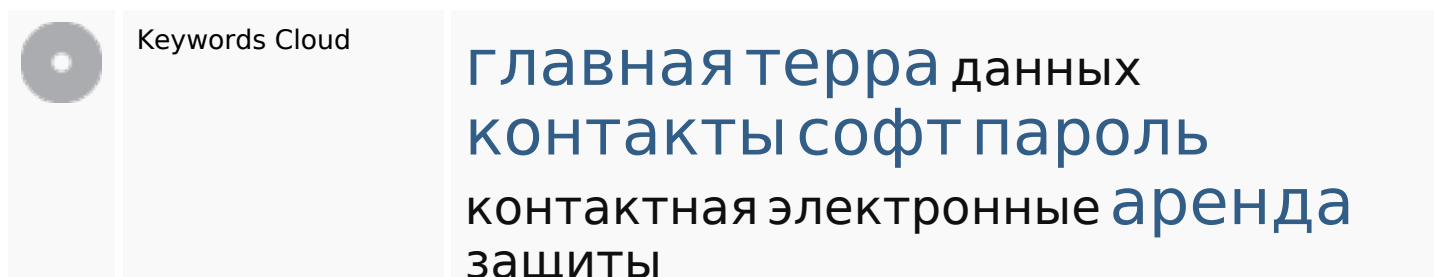 Keywords Cloud
главная терра данных
контакты софт пароль
контактная электронные аренда
защиты